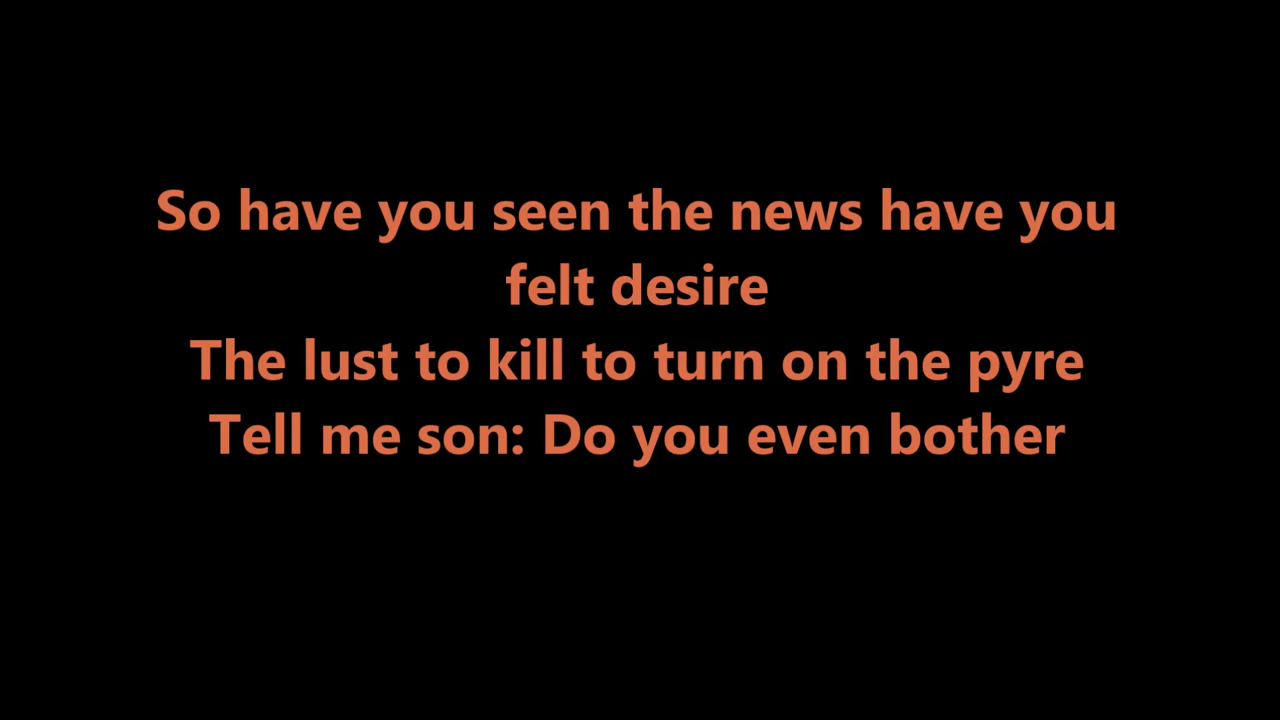 So have you seen the news have you
felt desire
The lust to kill to turn on the pyre
Tell me son: Do you even bother